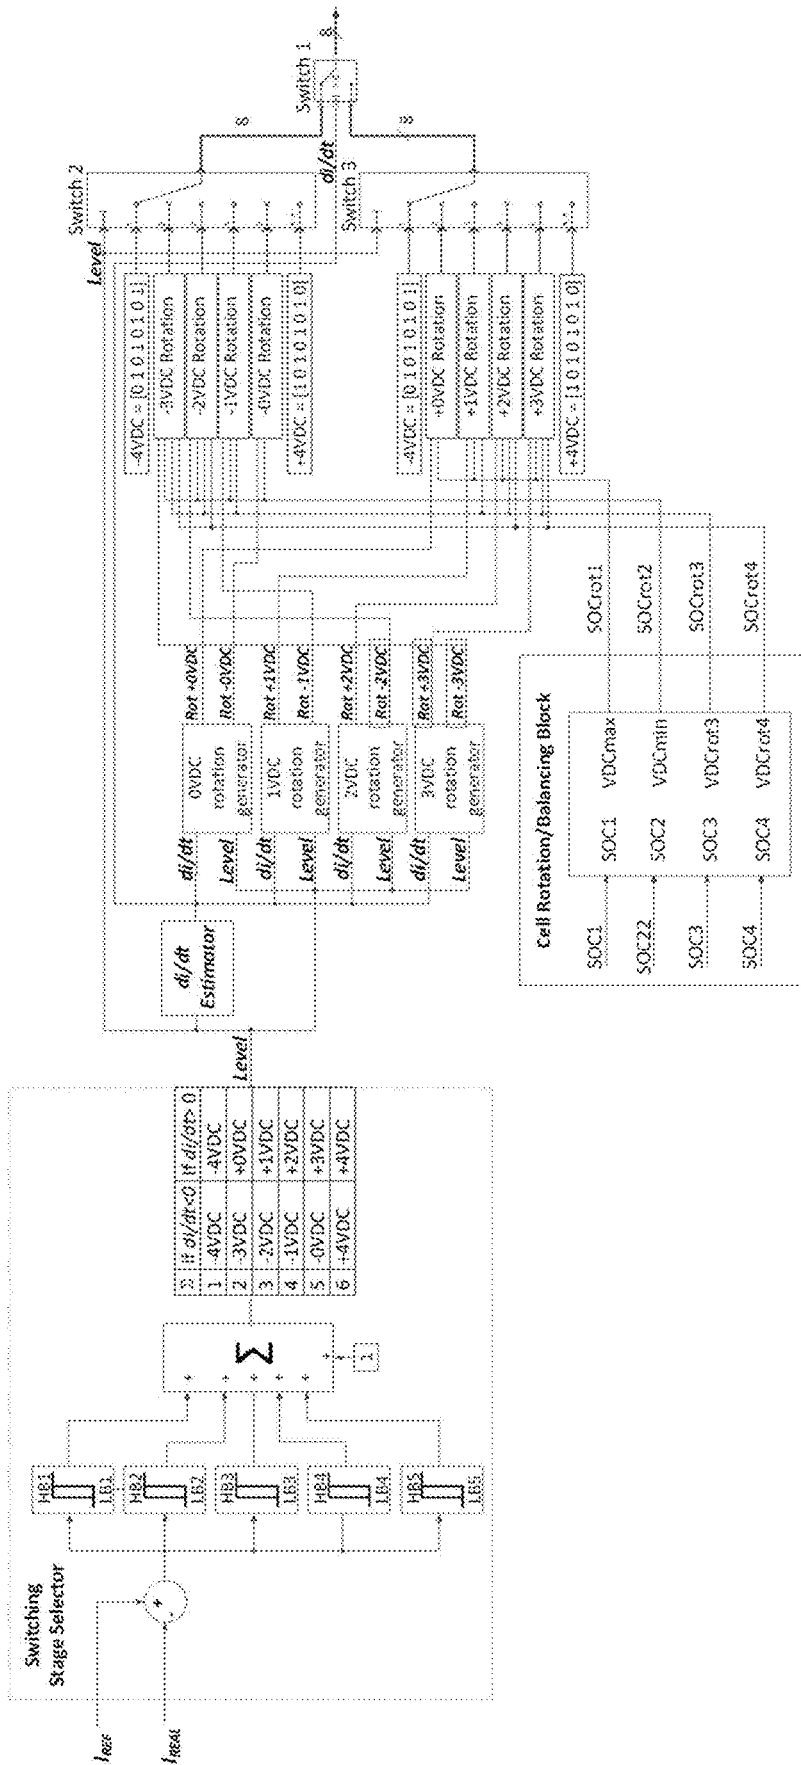 Switching
Stage Selector
I_REF
I_REAL
+
-
HB1
LB1
HB2
LB2
HB3
LB3
HB4
LB4
HB5
LB5
+
+
+
+
+
Σ
+
1
Σ If di/dt<0 If di/dt>0
1 -4VDC -4VDC
2 -3VDC +0VDC
3 -2VDC +1VDC
4 -1VDC +2VDC
5 -0VDC +3VDC
6 +4VDC +4VDC
Level
di/dt
Estimator
di/dt
Level
di/dt
Level
di/dt
Level
di/dt
Level
0VDC
rotation
generator
1VDC
rotation
generator
2VDC
rotation
generator
3VDC
rotation
generator
Rot +0VDC
Rot -0VDC
Rot +1VDC
Rot -1VDC
Rot +2VDC
Rot -2VDC
Rot +3VDC
Rot -3VDC
Cell Rotation/Balancing Block
SOC1
SOC22
SOC3
SOC4
SOC1 VDCmax
SOC2 VDCmin
SOC3 VDCrot3
SOC4 VDCrot4
SOCrot1
SOCrot2
SOCrot3
SOCrot4
Level
Switch 2
-4VDC = [0 1 0 1 0 1 0 1]
-3VDC Rotation
-2VDC Rotation
-1VDC Rotation
-0VDC Rotation
+4VDC = [1 0 1 0 1 0 1 0]
di/dt
Switch 3
-4VDC = [0 1 0 1 0 1 0 1]
+0VDC Rotation
+1VDC Rotation
+2VDC Rotation
+3VDC Rotation
+4VDC = [1 0 1 0 1 0 1 0]
8
8
Switch 1
8